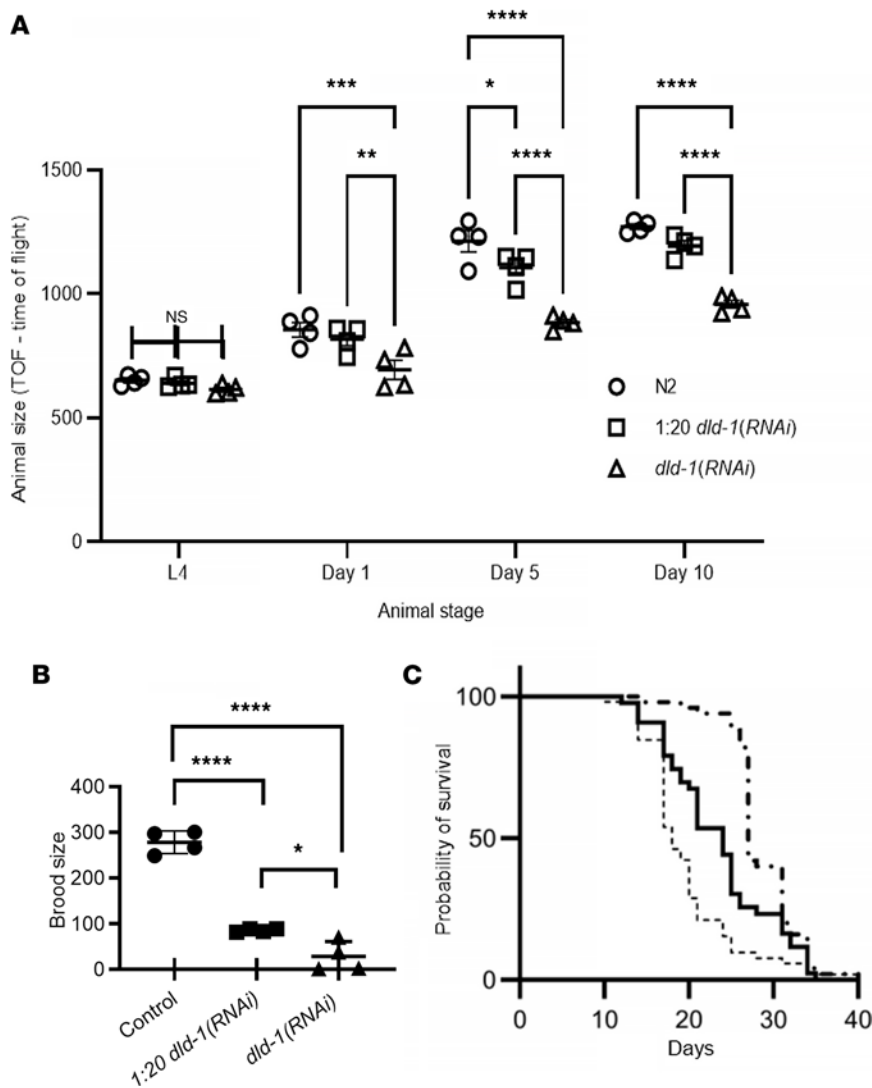 A
****
***
*
****
**
****
****
1500
NS
1000
N2
1:20 dld-1(RNAi)
500
dld-1(RNAi)
0
L4
Day 1
Day 5
Day 10
Animal size (TOF - time of flight)
Animal stage
B
****
****
*
400
300
200
100
0
Brood size
Control
1:20 dld-1(RNAi)
dld-1(RNAi)
C
100
50
0
Probability of survival
0
10
20
30
40
Days